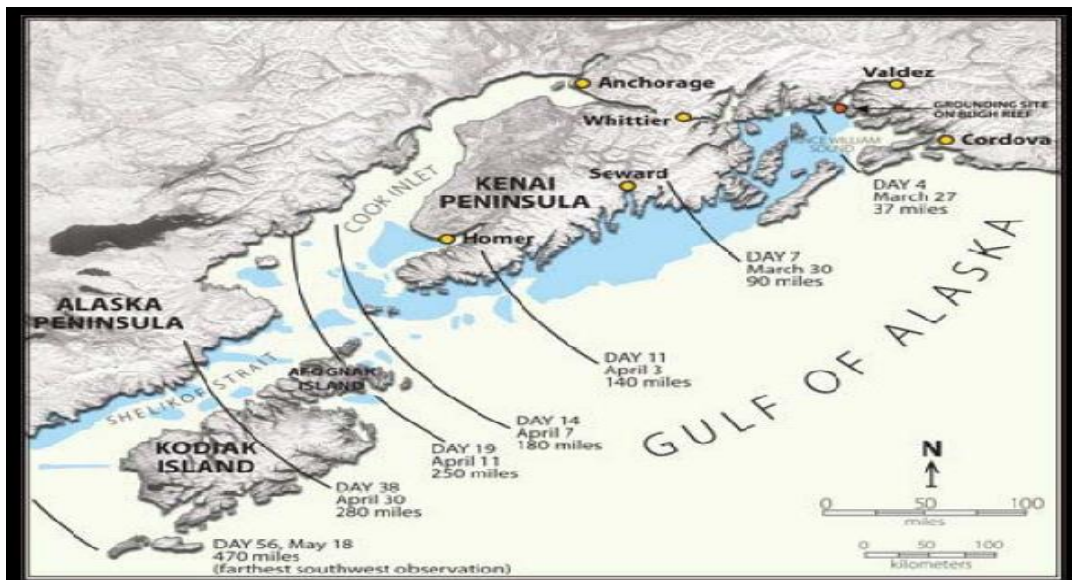 Anchorage
Valdez
Whittier
GROUNDING SITE
ON BLIGH REEF
Cordova
WILLIAM
SOUND
COOK INLET
KENAI
PENINSULA
Seward
DAY 4
March 27
37 miles
Homer
DAY 7
March 30
90 miles
ALASKA
PENINSULA
SHELIKOF STRAIT
AFOGNAK
ISLAND
DAY 11
April 3
140 miles
GULF OF ALASKA
KODIAK
ISLAND
DAY 14
April 7
180 miles
DAY 19
April 11
250 miles
DAY 38
April 30
280 miles
DAY 56, May 18
470 miles
(farthest southwest observation)
N
0 50 100
miles
0 50 100
kilometers